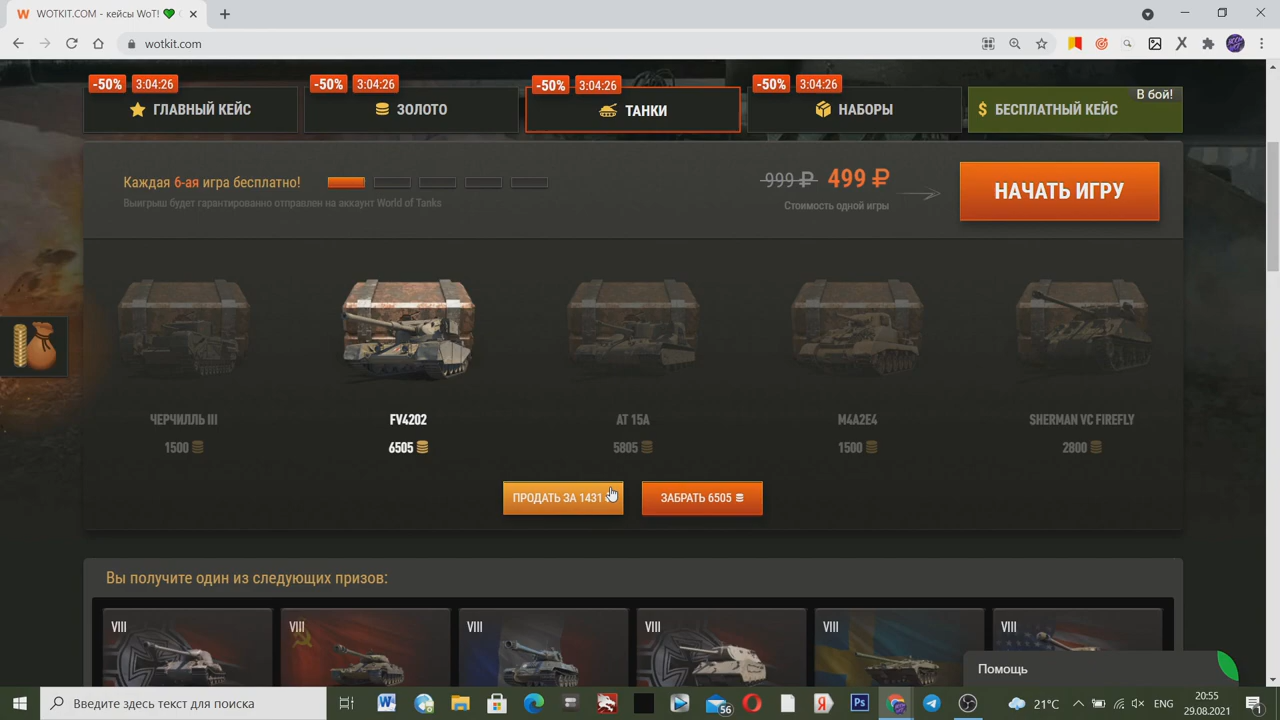 WOTKIT.COM - кейсы WoT!
wotkit.com
-50% 3:04:26
-50% 3:04:26
-50% 3:04:26
-50% 3:04:26
В бой!
ГЛАВНЫЙ КЕЙС
ЗОЛОТО
ТАНКИ
НАБОРЫ
$ БЕСПЛАТНЫЙ КЕЙС
Каждая 6-ая игра бесплатно!
Выигрыш будет гарантированно отправлен на аккаунт World of Tanks
999 ₽ 499 ₽
Стоимость одной игры
НАЧАТЬ ИГРУ
ЧЕРЧИЛЛЬ III
1500
FV4202
6505
AT 15A
5805
M4A2E4
1500
SHERMAN VC FIREFLY
2800
ПРОДАТЬ ЗА 1431
ЗАБРАТЬ 6505
Вы получите один из следующих призов:
VIII
VIII
VIII
VIII
VIII
VIII
Помощь
Введите здесь текст для поиска
56
21°C
ENG
20:55
29.08.2021
1